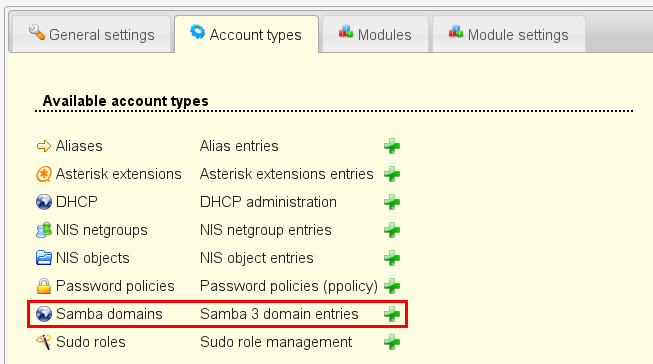 General settings Account types Modules Module settings
Available account types
Aliases Alias entries
Asterisk extensions Asterisk extensions entries
DHCP DHCP administration
NIS netgroups NIS netgroup entries
NIS objects NIS object entries
Password policies Password policies (ppolicy)
Samba domains Samba 3 domain entries
Sudo roles Sudo role management